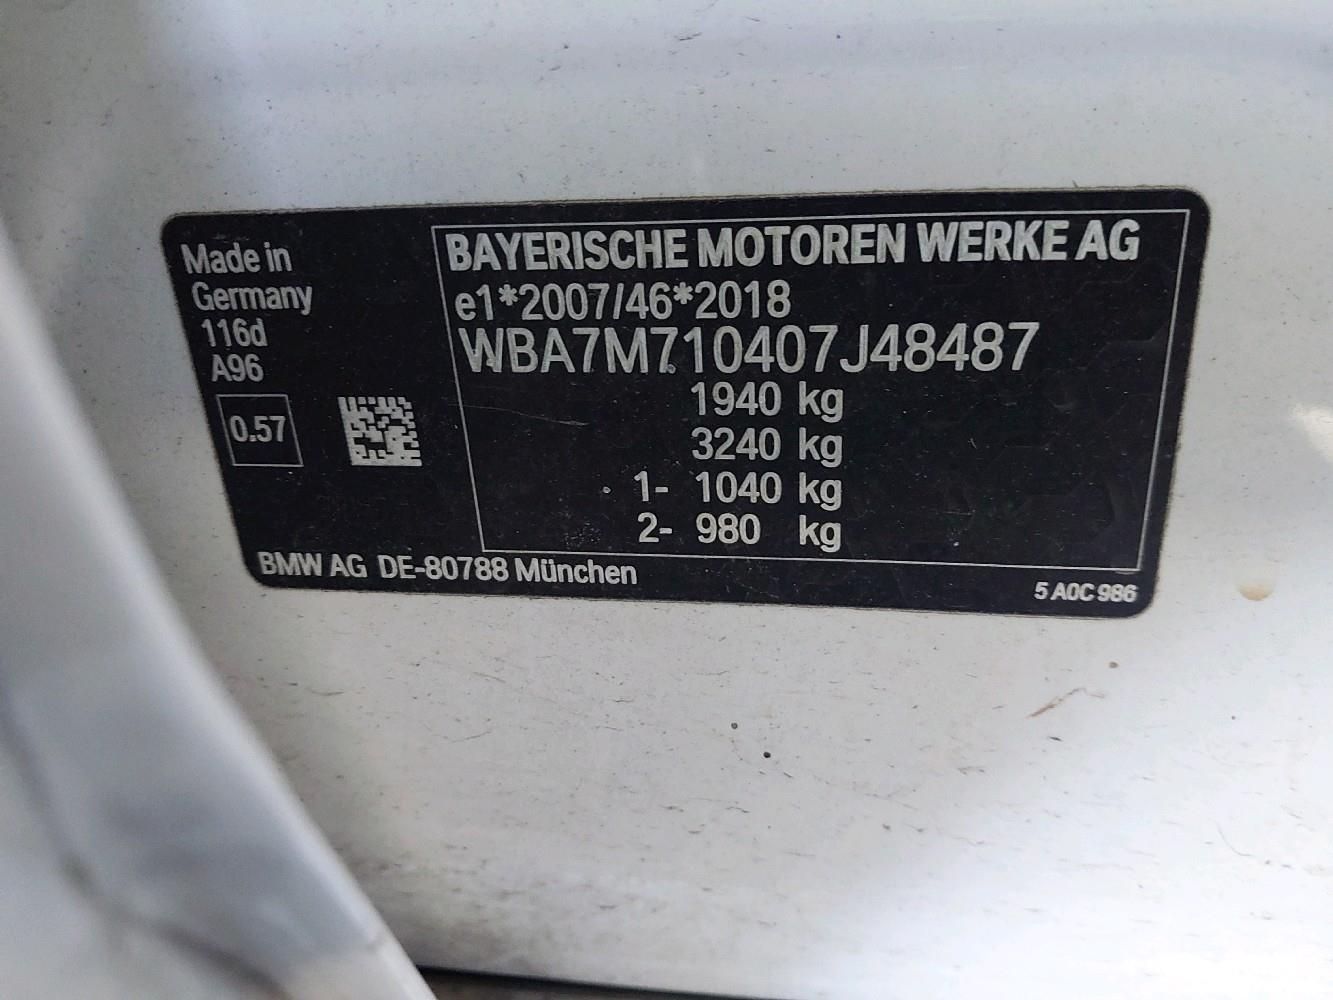 Made in
Germany
116d
A96
0.57
BAYERISCHE MOTOREN WERKE AG
e1*2007/46*2018
WBA7M710407J48487
1940 kg
3240 kg
1- 1040 kg
2- 980 kg
BMW AG DE-80788 München
5 A0C 986